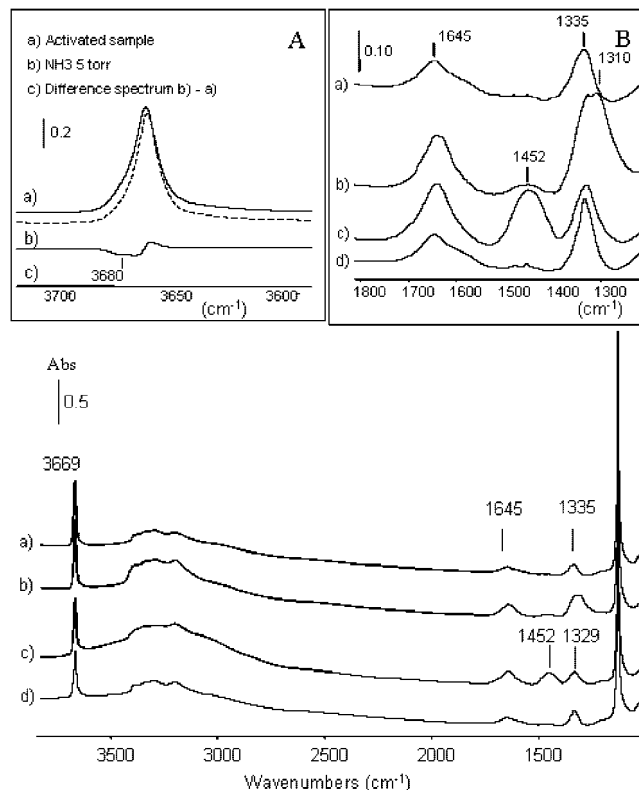 A
a) Activated sample
b) NH3 5 torr
c) Difference spectrum b) - a)
0.2
a)
b)
3680
c)
3700 3650 3600
(cm-1)
1335
B
1645
0.10
1310
a)
1452
b)
c)
d)
1800 1700 1600 1500 1400 1300
(cm-1)
Abs
0.5
3669
1645 1335
a)
b)
1452 1329
c)
d)
3500 3000 2500 2000 1500
Wavenumbers (cm-1)